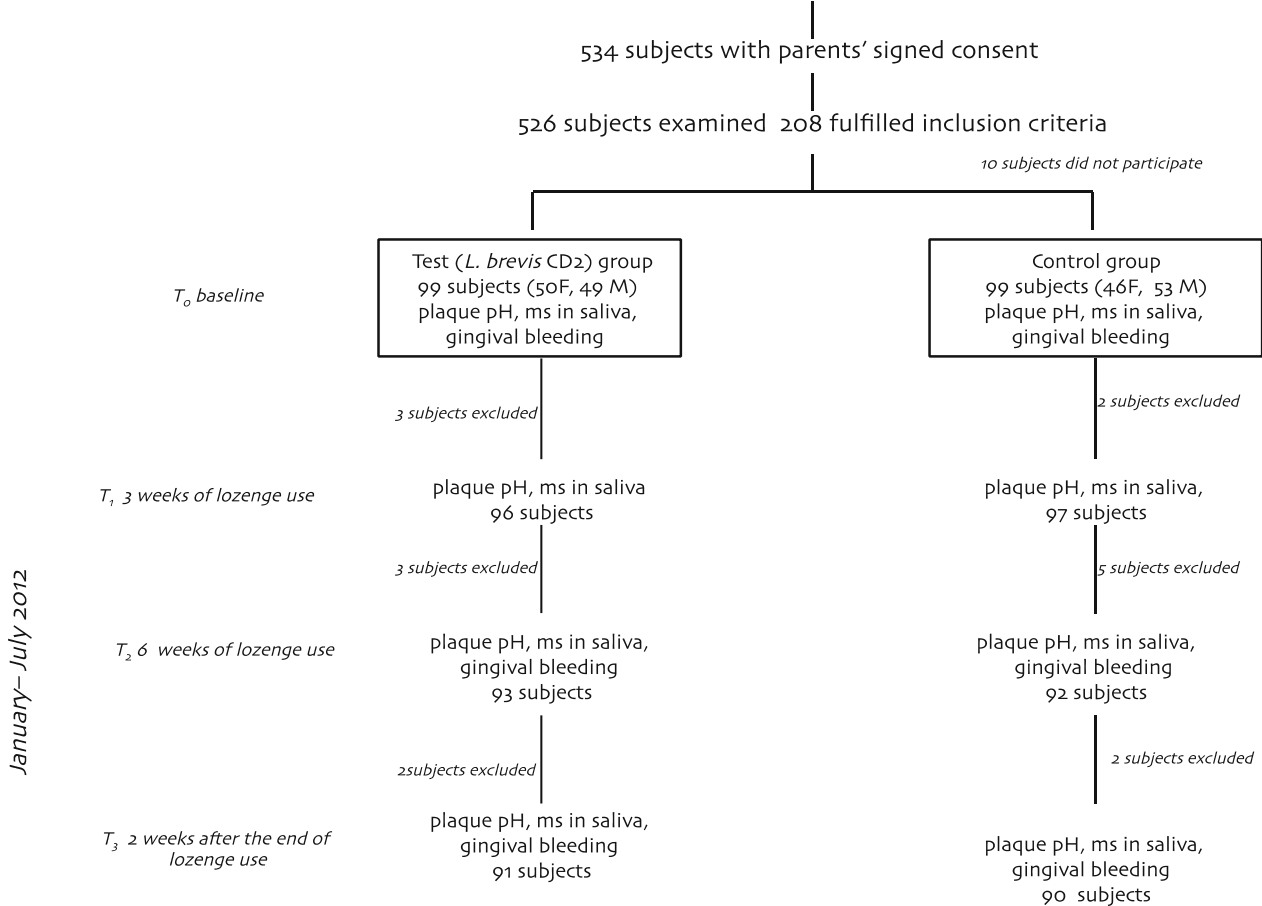 534 subjects with parents’ signed consent
526 subjects examined 208 fulfilled inclusion criteria
10 subjects did not participate
T0 baseline
Test (L. brevis CD2) group
99 subjects (50F, 49 M)
plaque pH, ms in saliva,
gingival bleeding
Control group
99 subjects (46F, 53 M)
plaque pH, ms in saliva,
gingival bleeding
3 subjects excluded
2 subjects excluded
T1 3 weeks of lozenge use
plaque pH, ms in saliva
96 subjects
plaque pH, ms in saliva,
97 subjects
3 subjects excluded
5 subjects excluded
January– July 2012
T2 6 weeks of lozenge use
plaque pH, ms in saliva,
gingival bleeding
93 subjects
plaque pH, ms in saliva,
gingival bleeding
92 subjects
2subjects excluded
2 subjects excluded
T3 2 weeks after the end of
lozenge use
plaque pH, ms in saliva,
gingival bleeding
91 subjects
plaque pH, ms in saliva,
gingival bleeding
90 subjects